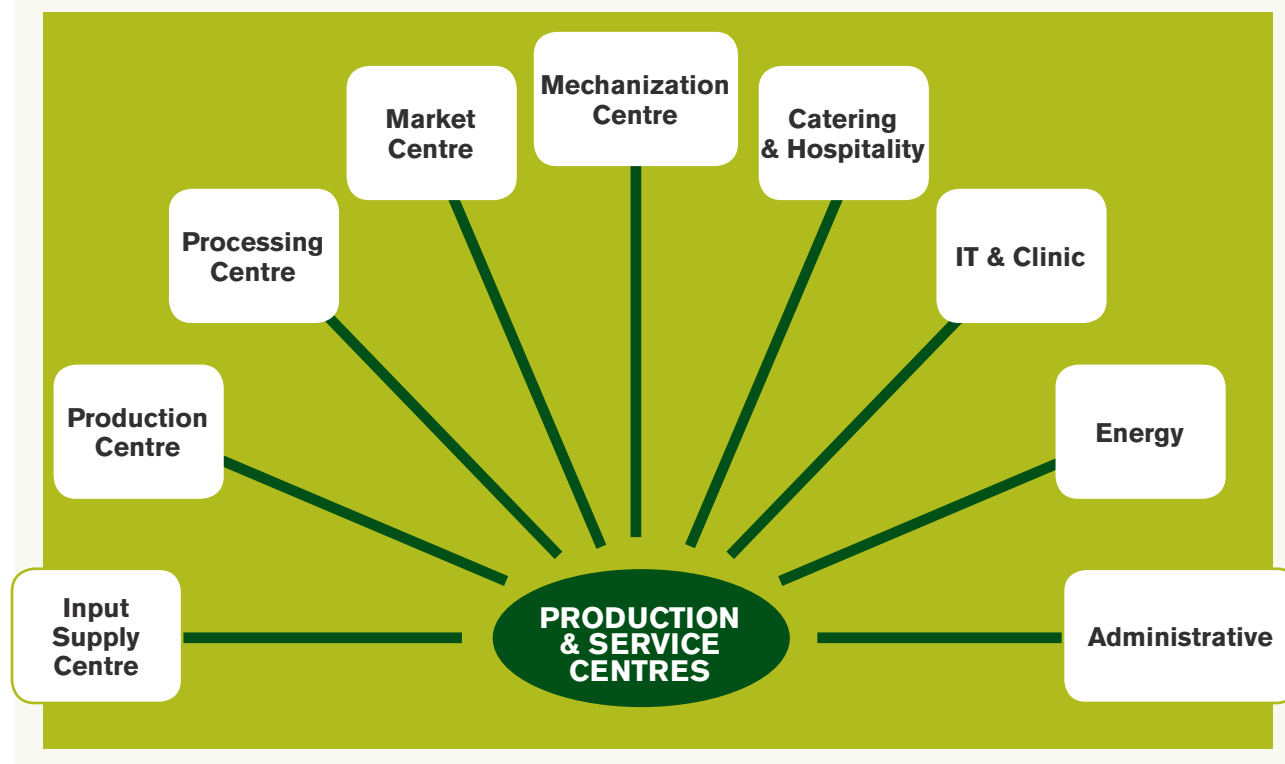 Mechanization
Centre
Market
Centre
Catering
& Hospitality
Processing
Centre
IT & Clinic
Production
Centre
Energy
Input
Supply
Centre
PRODUCTION
& SERVICE
CENTRES
Administrative